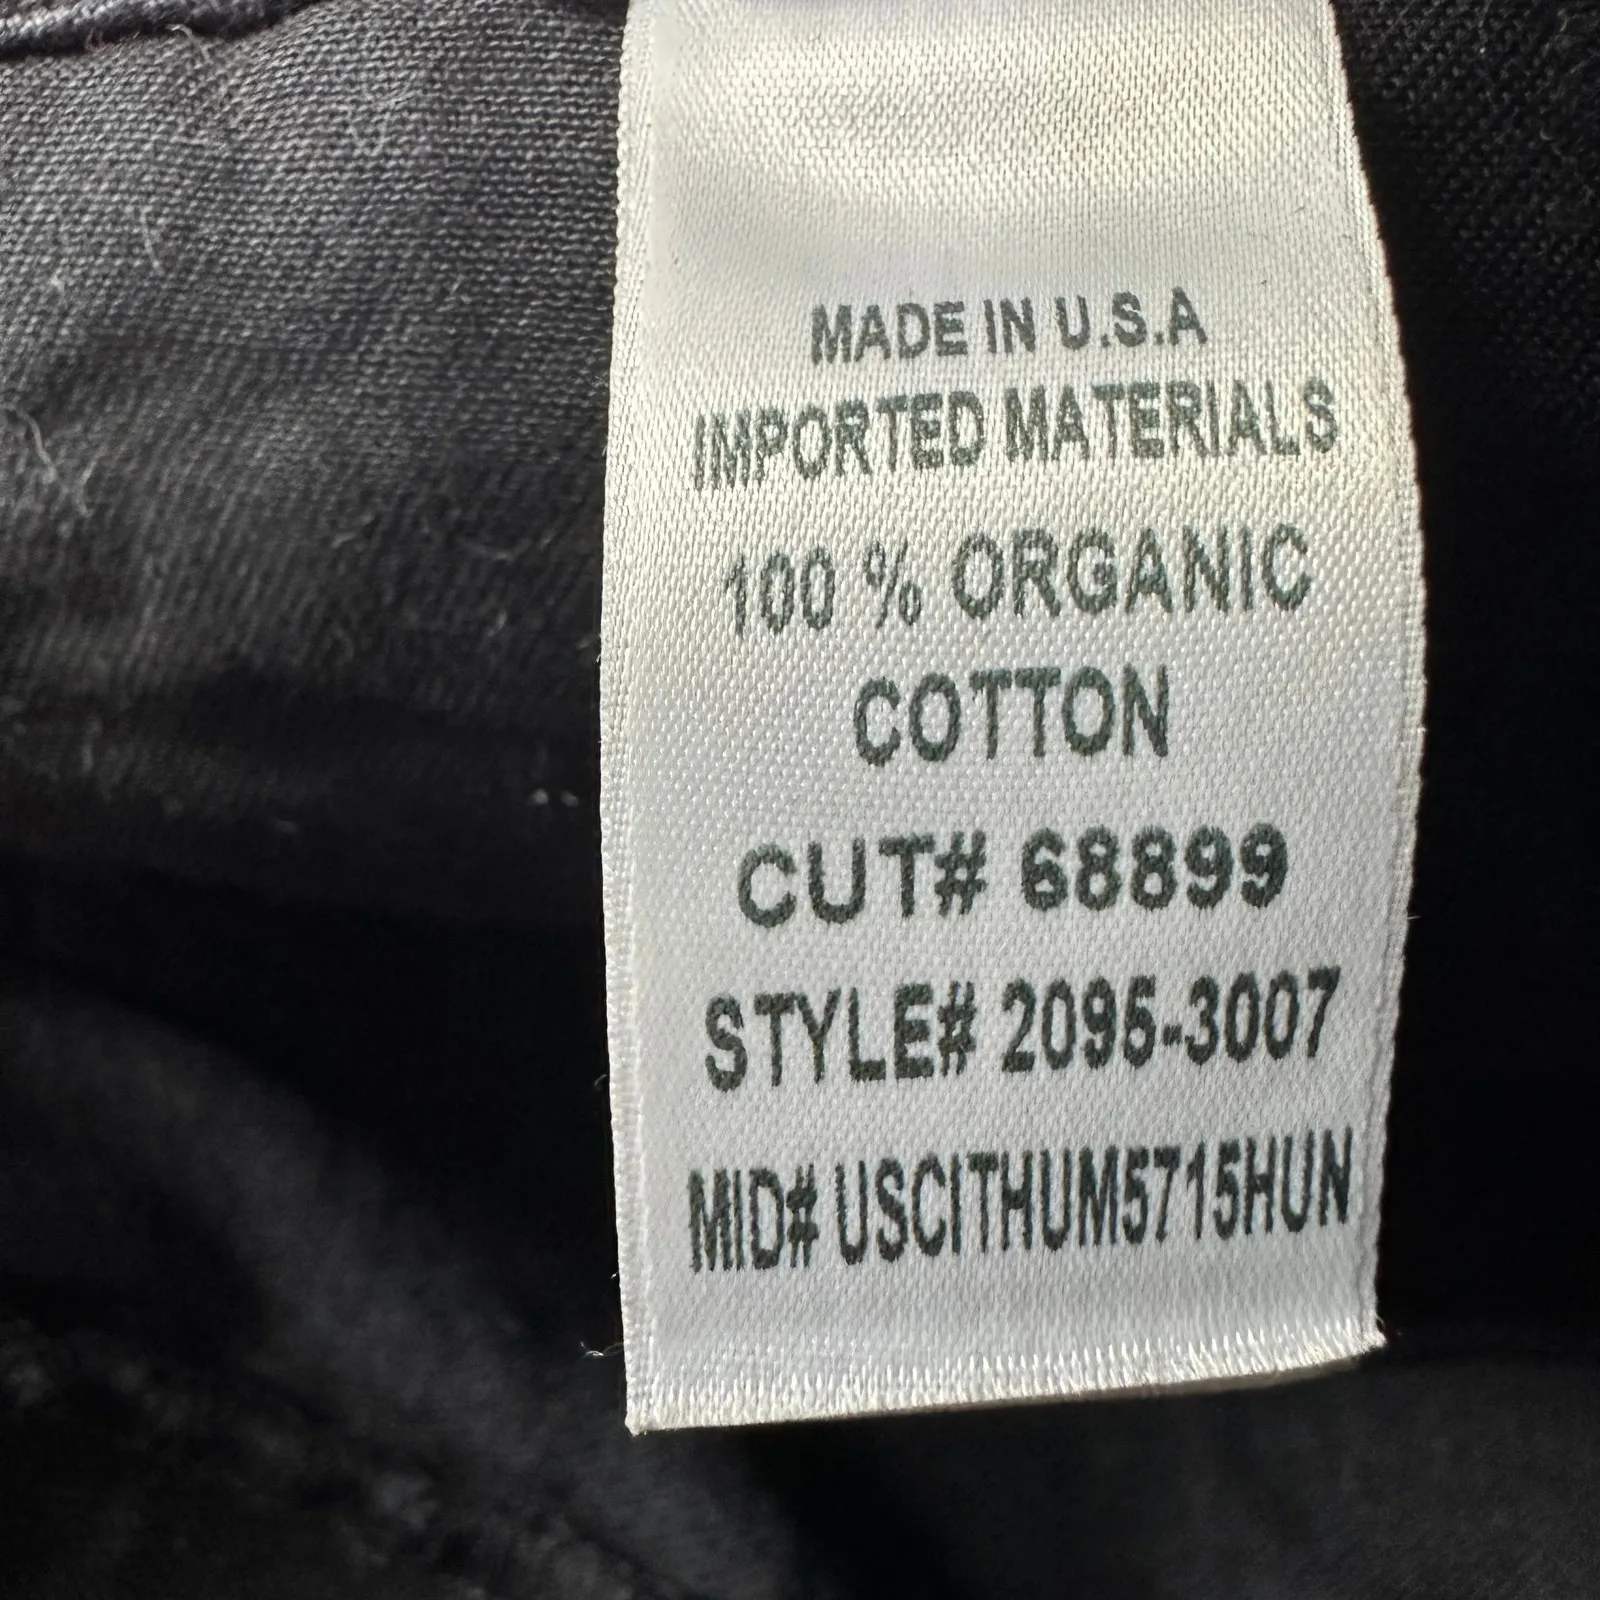 MADE IN U.S.A
IMPORTED MATERIALS
100 % ORGANIC
COTTON
CUT# 68899
STYLE# 2095-3007
MID# USCITHUM5715HUN